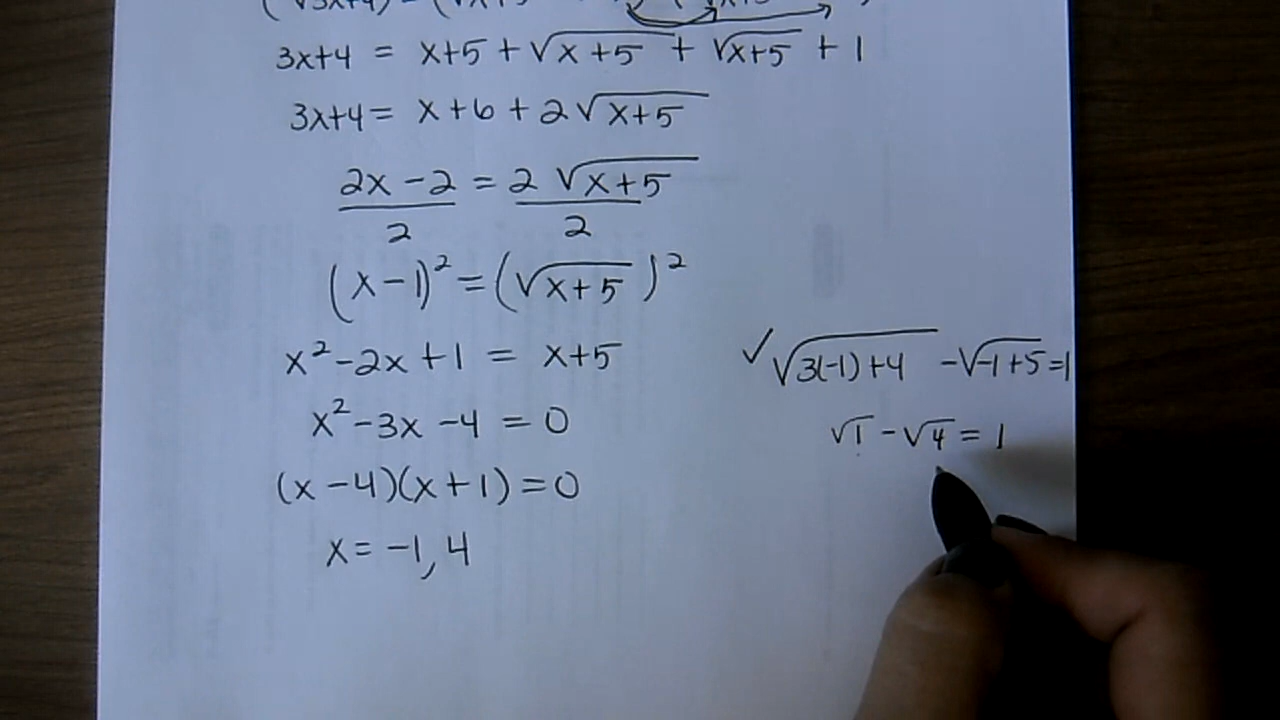 3x+4 = x+5 + √x+5 + √x+5 + 1
3x+4 = x+6 + 2√x+5
2x-2 = 2 √x+5
2 2
(x-1)² = (√x+5)²
x²-2x+1 = x+5
x²-3x-4 = 0
(x-4)(x+1) = 0
x = -1, 4
✓ √3(-1)+4 - √-1+5 = 1
√1 - √4 = 1